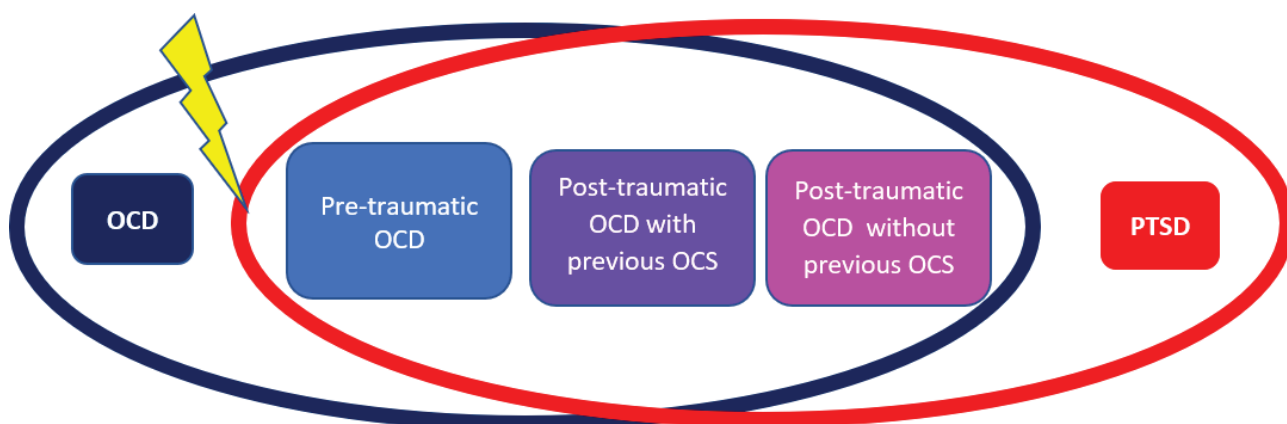 OCD
Pre-traumatic
OCD
Post-traumatic
OCD with
previous OCS
Post-traumatic
OCD  without
previous OCS
PTSD